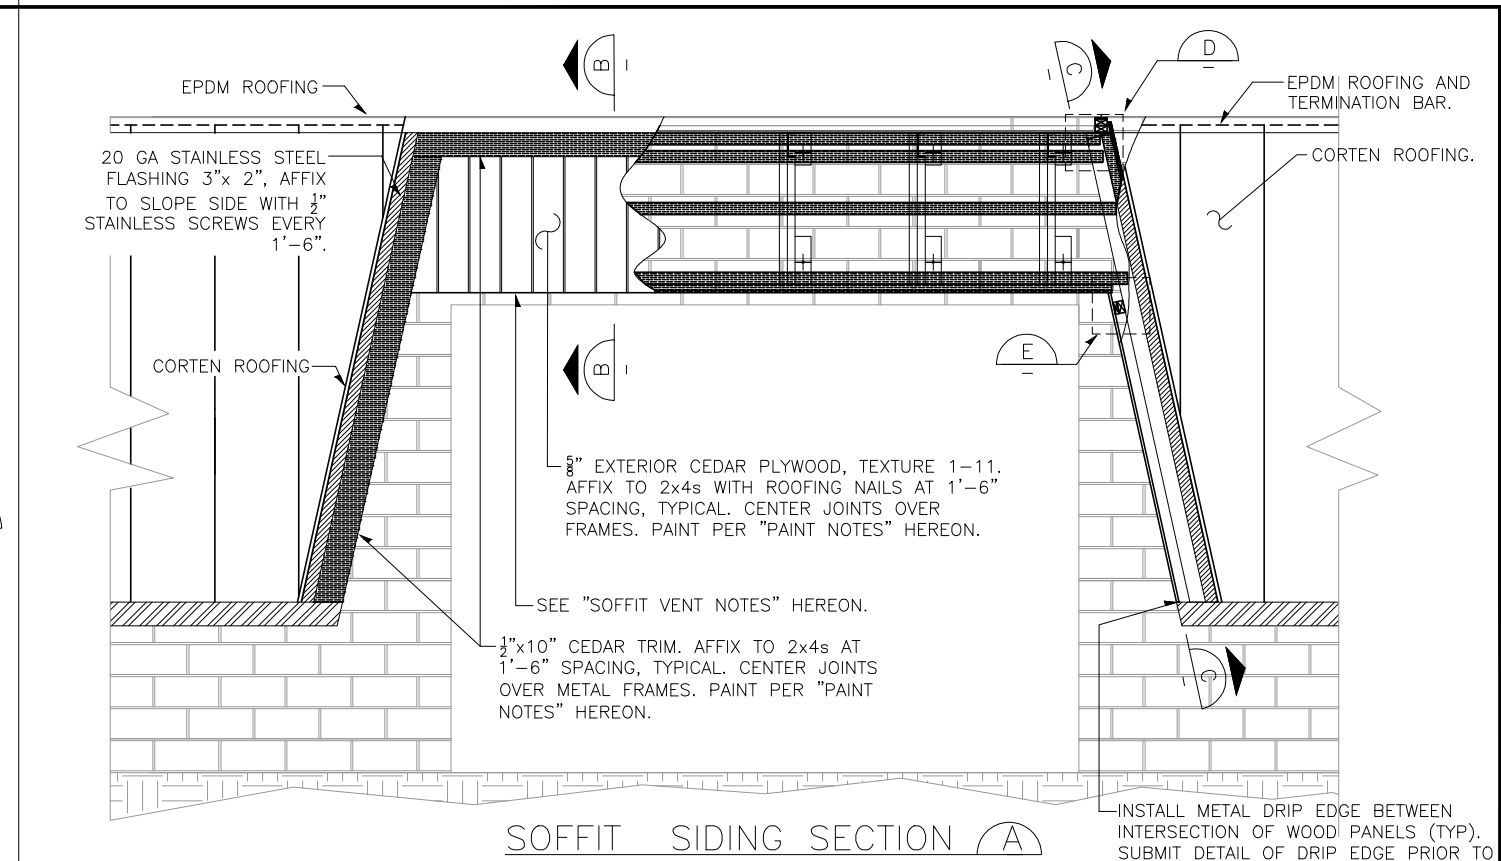 B
C
D
EPDM ROOFING
EPDM ROOFING AND
TERMINATION BAR.
20 GA STAINLESS STEEL
FLASHING 3"x 2", AFFIX
TO SLOPE SIDE WITH ½"
STAINLESS SCREWS EVERY
1'-6".
CORTEN ROOFING.
CORTEN ROOFING
B
E
⅝" EXTERIOR CEDAR PLYWOOD, TEXTURE 1-11.
AFFIX TO 2x4s WITH ROOFING NAILS AT 1'-6"
SPACING, TYPICAL. CENTER JOINTS OVER
FRAMES. PAINT PER "PAINT NOTES" HEREON.
SEE "SOFFIT VENT NOTES" HEREON.
½"x10" CEDAR TRIM. AFFIX TO 2x4s AT
1'-6" SPACING, TYPICAL. CENTER JOINTS
OVER METAL FRAMES. PAINT PER "PAINT
NOTES" HEREON.
C
INSTALL METAL DRIP EDGE BETWEEN
INTERSECTION OF WOOD PANELS (TYP).
SUBMIT DETAIL OF DRIP EDGE PRIOR TO
SOFFIT SIDING SECTION A